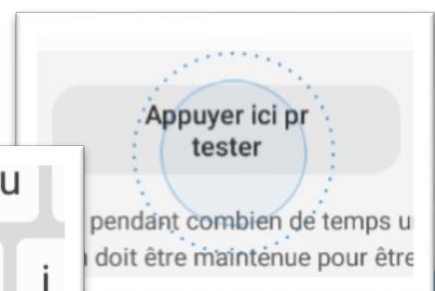 Appuyer ici pr
tester
u
pendant combien de temps
doit être maintenue pour être